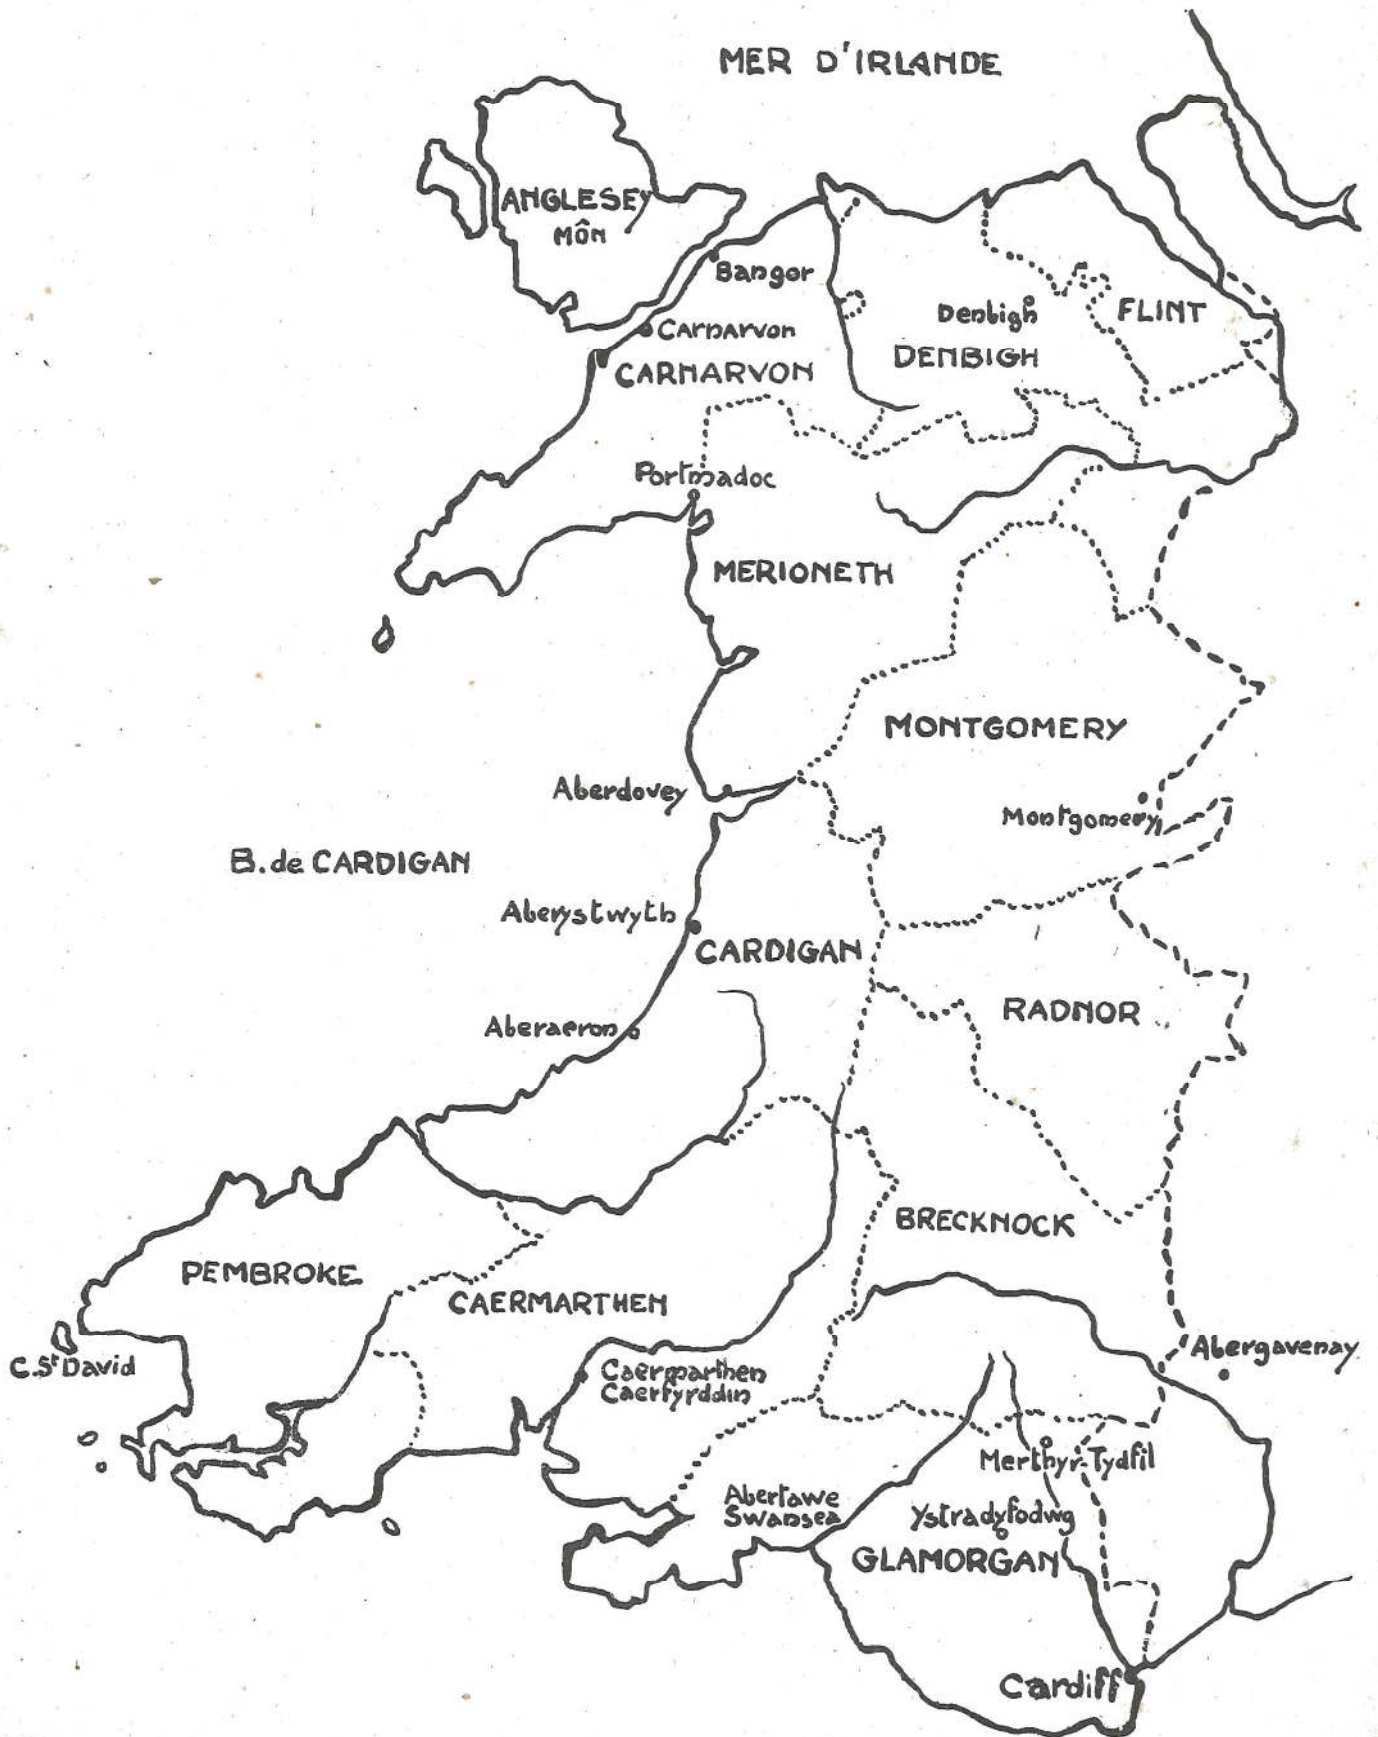 MER D'IRLANDE
ANGLESEY
MÔN
Bangor
Carnarvon
CARNARVON
Denbigh
DENBIGH
FLINT
Portmadoc
MERIONETH
MONTGOMERY
Aberdovey
Montgomery
B. de CARDIGAN
Aberystwyth
CARDIGAN
RADNOR
Aberaeron
BRECKNOCK
PEMBROKE
CAERMARTHEN
C. St David
Caermarthen
Caerfyrddin
Abergavenay
Merthyr-Tydfil
Abertawe
Swansea
Ystradyfodwg
GLAMORGAN
Cardiff